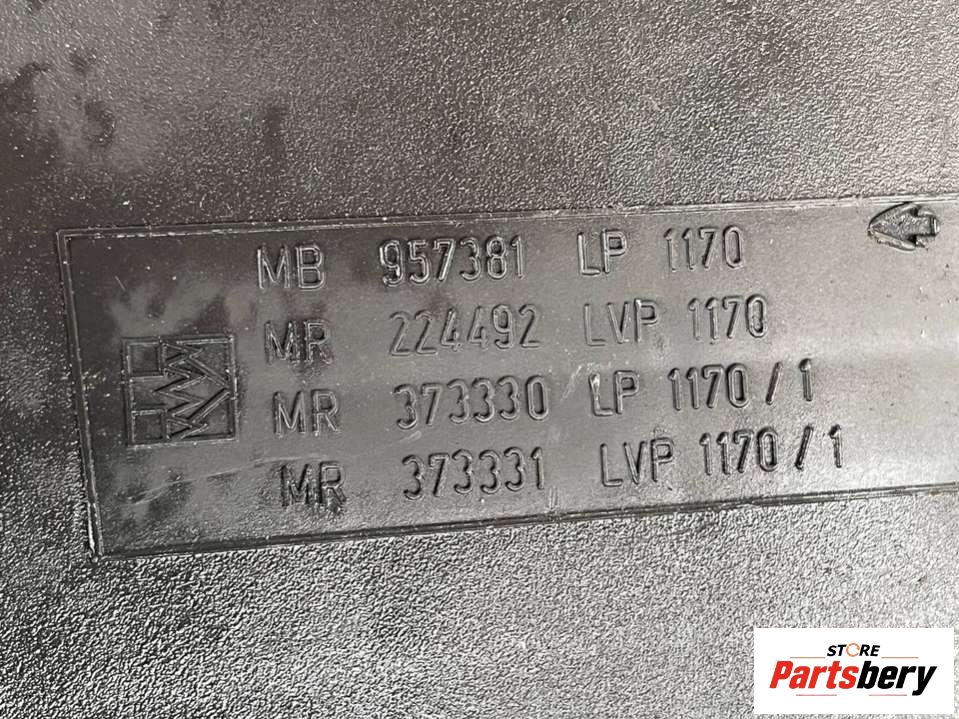 MB 957381 LP 1170
MR 224492 LVP 1170
MR 373330 LP 1170/1
MR 373331 LVP 1170/1
STORE
Partsbery